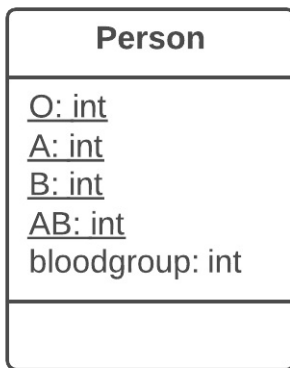 Person
O: int
A: int
B: int
AB: int
bloodgroup: int